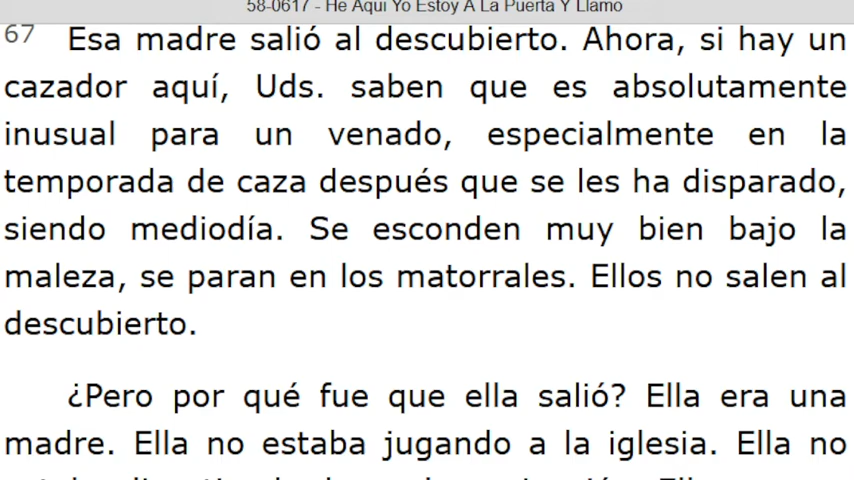 58-0617 - He Aquí Yo Estoy A La Puerta Y Llamo
67 Esa madre salió al descubierto. Ahora, si hay un
cazador aquí, Uds. saben que es absolutamente
inusual para un venado, especialmente en la
temporada de caza después que se les ha disparado,
siendo mediodía. Se esconden muy bien bajo la
maleza, se paran en los matorrales. Ellos no salen al
descubierto.
¿Pero por qué fue que ella salió? Ella era una
madre. Ella no estaba jugando a la iglesia. Ella no